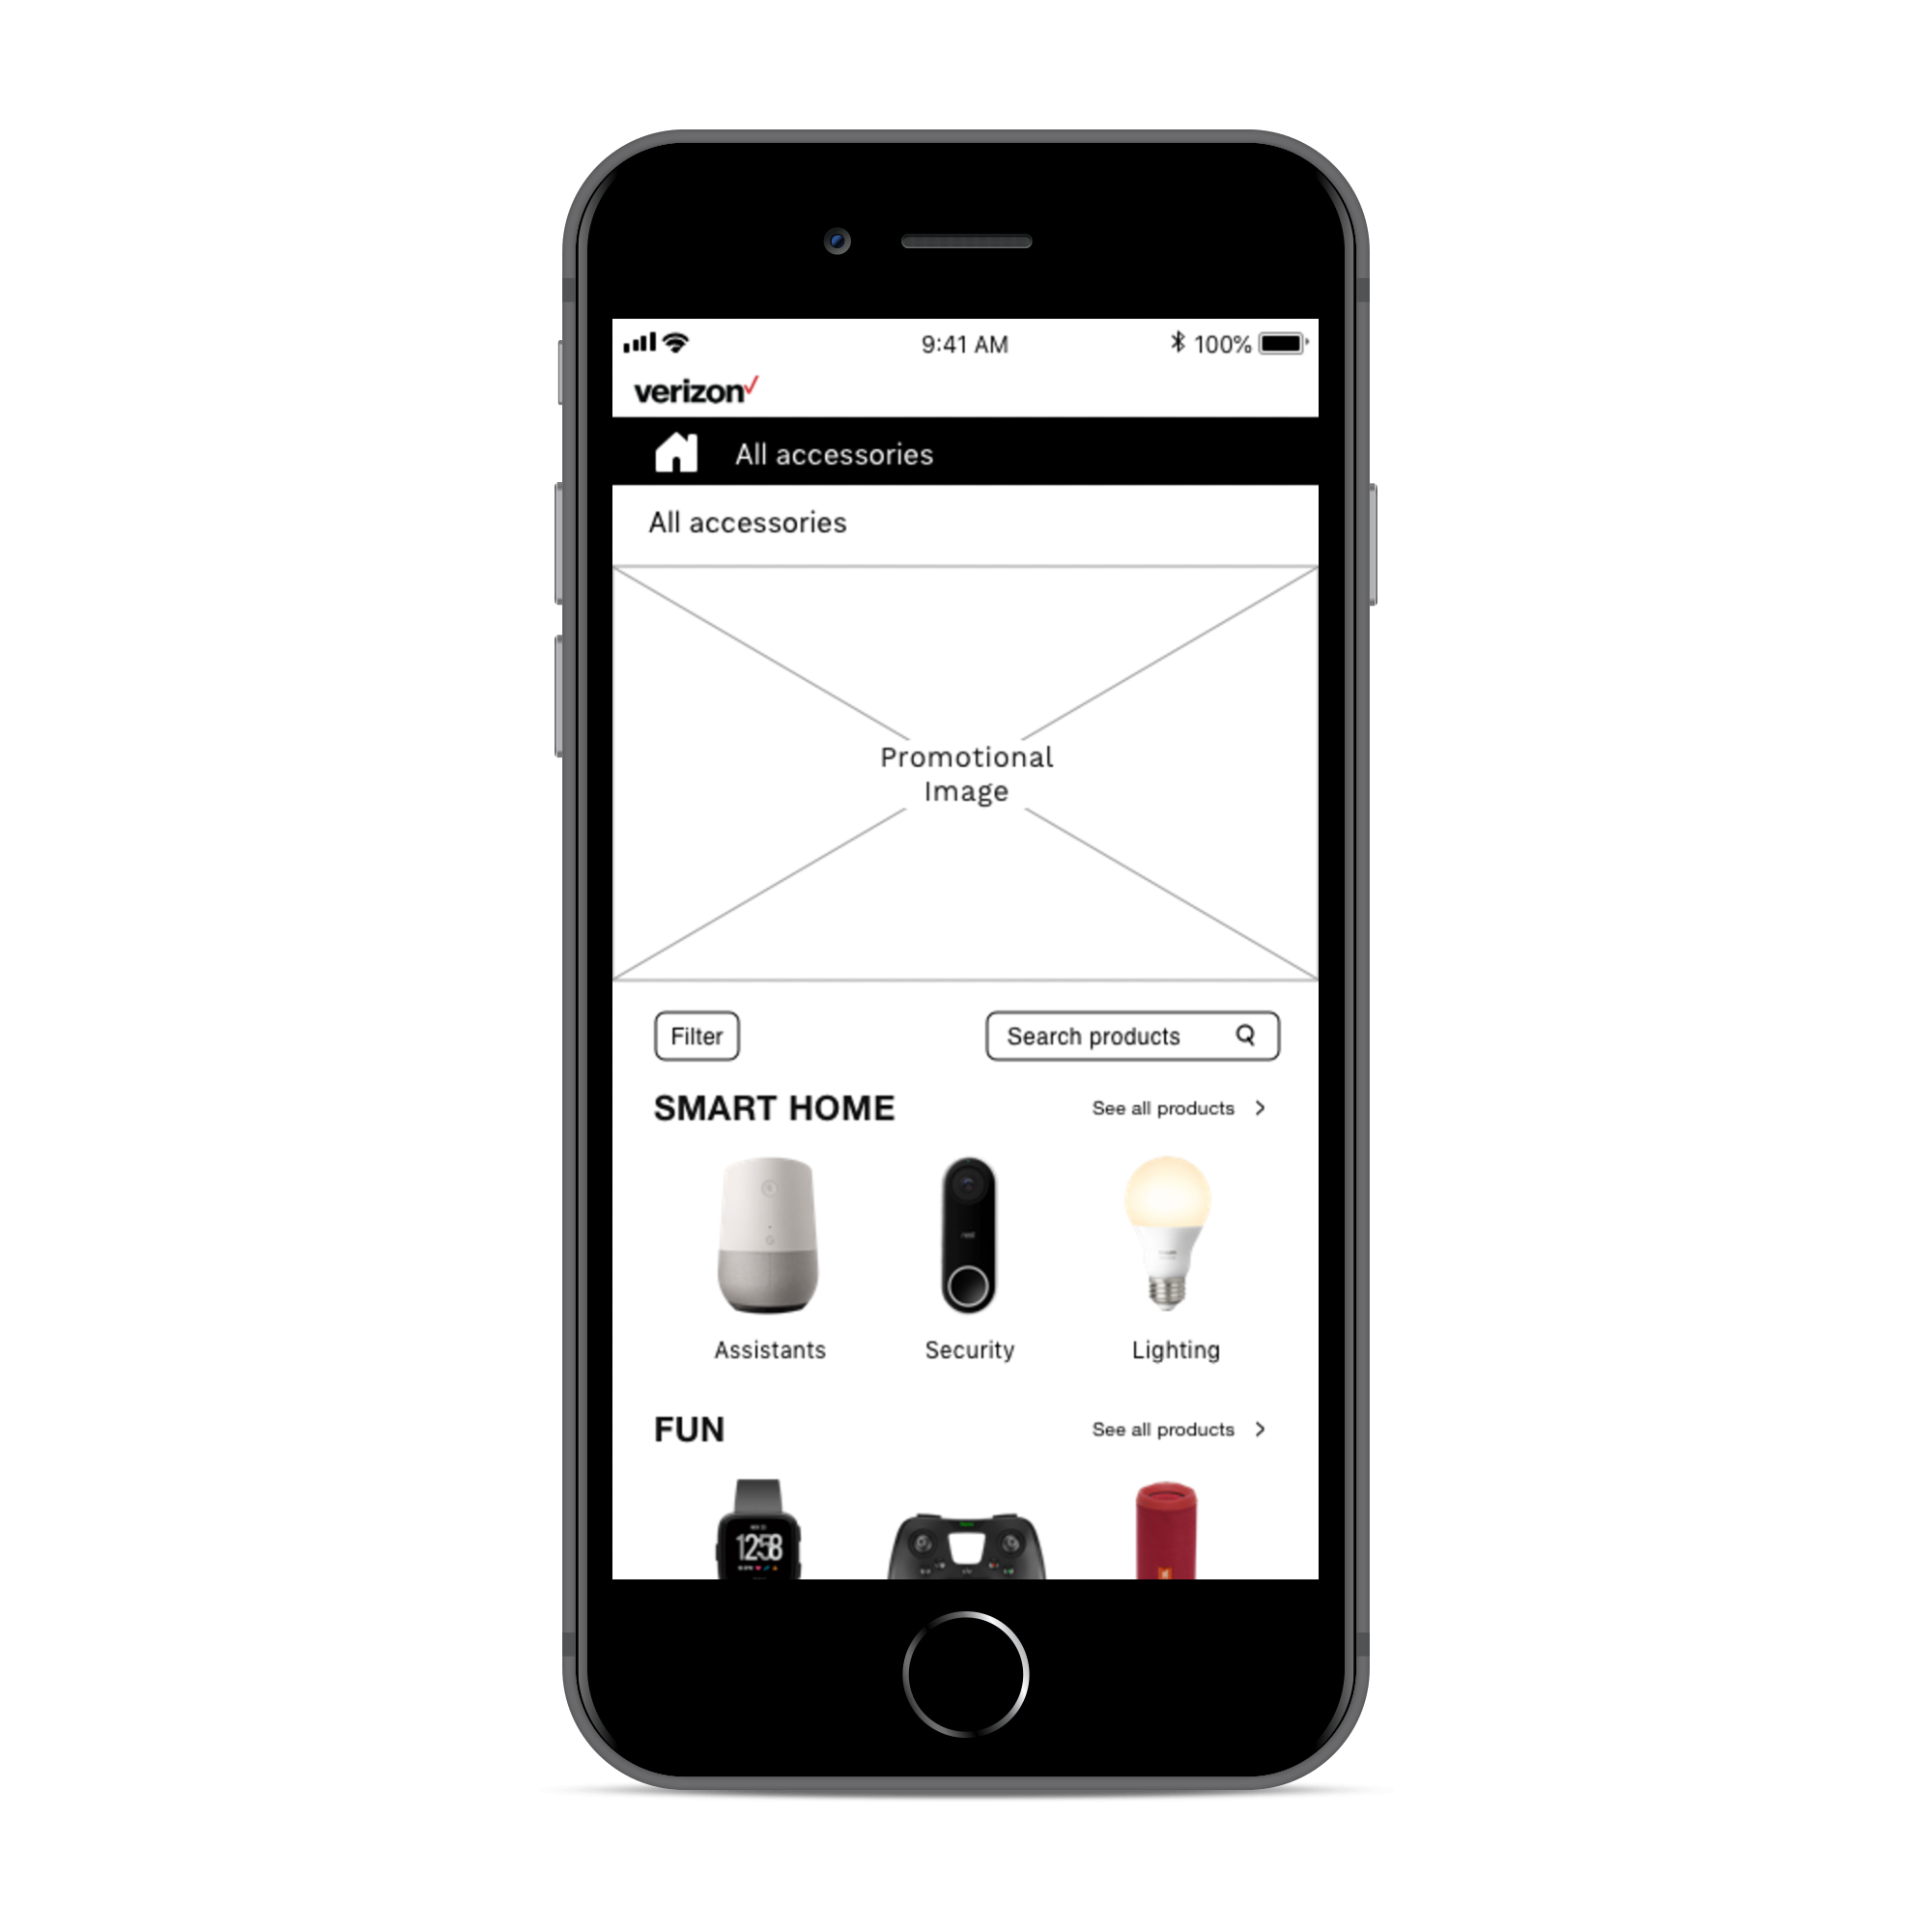 9:41 AM
100%
verizon
All accessories
All accessories
Promotional
Image
Filter
Search products
SMART HOME
See all products
nest
Assistants
Security
Lighting
FUN
See all products
12:58